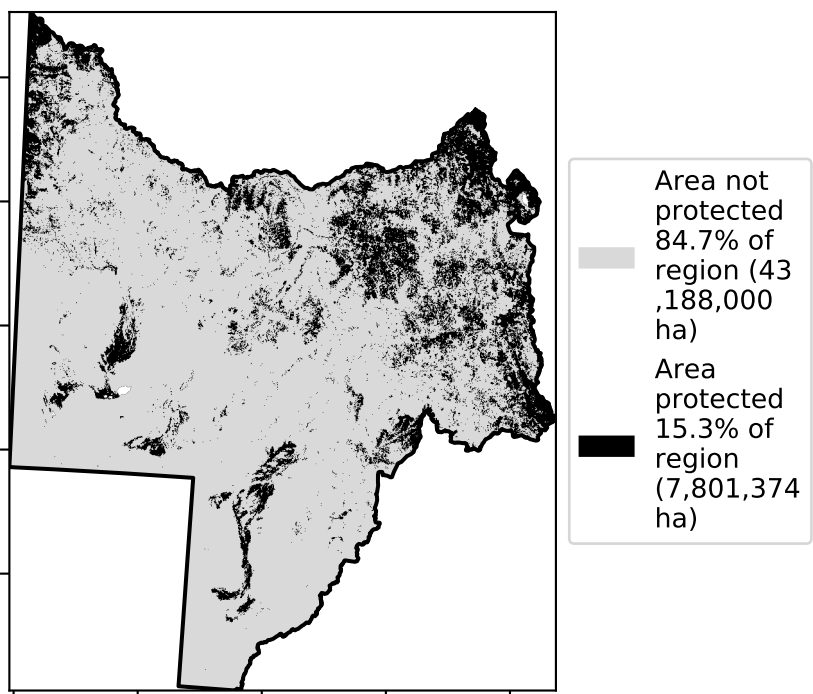 Area not
protected
84.7% of
region (43
,188,000
ha)
Area
protected
15.3% of
region
(7,801,374
ha)